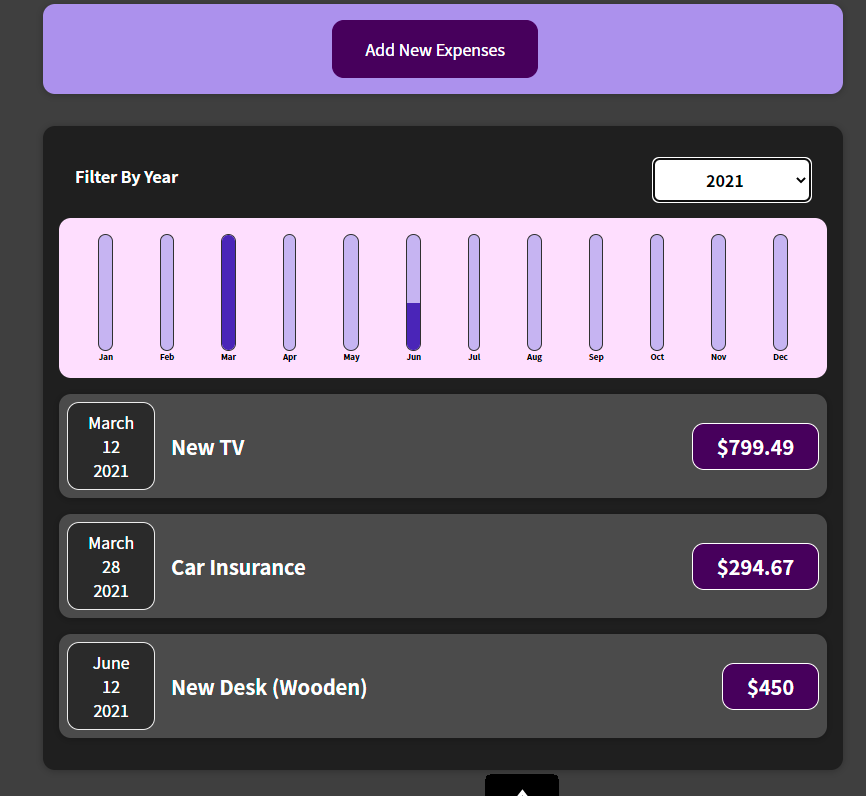 Add New Expenses
Filter By Year
2021
Jan Feb Mar Apr May Jun Jul Aug Sep Oct Nov Dec
March
12
2021
New TV
$799.49
March
28
2021
Car Insurance
$294.67
June
12
2021
New Desk (Wooden)
$450